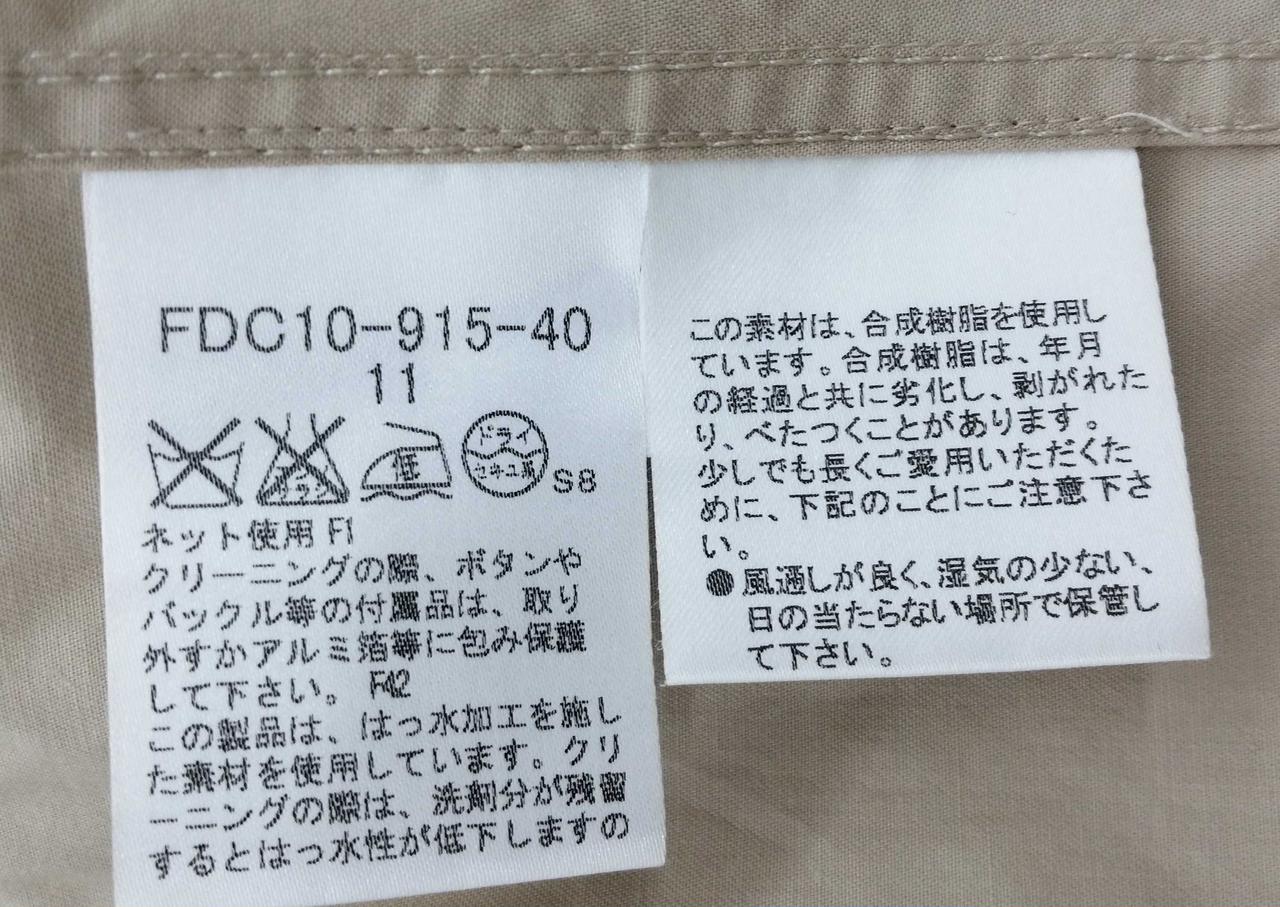 FDC10-915-40
11
エンソ
サラシ
低
ドライ
セキユ系
S8
ネット使用 F1
クリーニングの際、ボタンや
バックル等の付属品は、取り
外すかアルミ箔等に包み保護
して下さい。 F42
この製品は、はっ水加工を施し
た素材を使用しています。クリ
ーニングの際は、洗剤分が残留
するとはっ水性が低下しますの
この素材は、合成樹脂を使用し
ています。合成樹脂は、年月
の経過と共に劣化し、剥がれた
り、べたつくことがあります。
少しでも長くご愛用いただくた
めに、下記のことにご注意下さ
い。
●風通しが良く、湿気の少ない、
日の当たらない場所で保管し
て下さい。